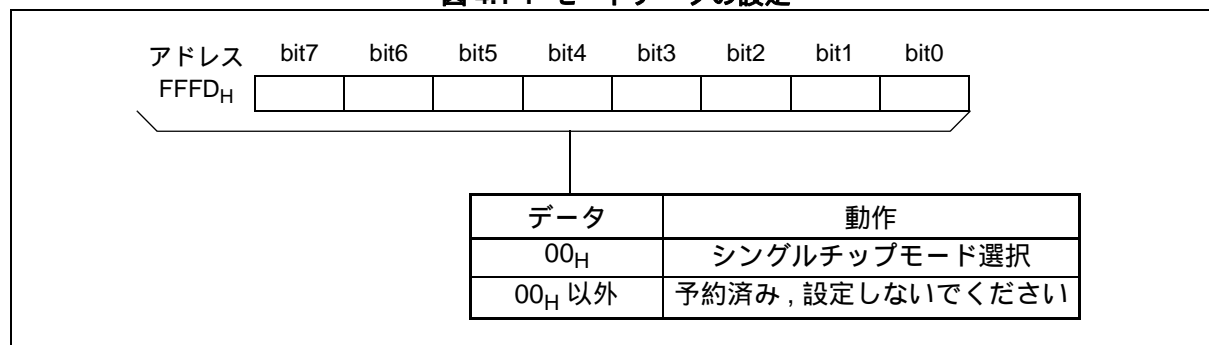 アドレス bit7 bit6 bit5 bit4 bit3 bit2 bit1 bit0
FFFDH
データ 動作
00H シングルチップモード選択
00H 以外 予約済み , 設定しないでください